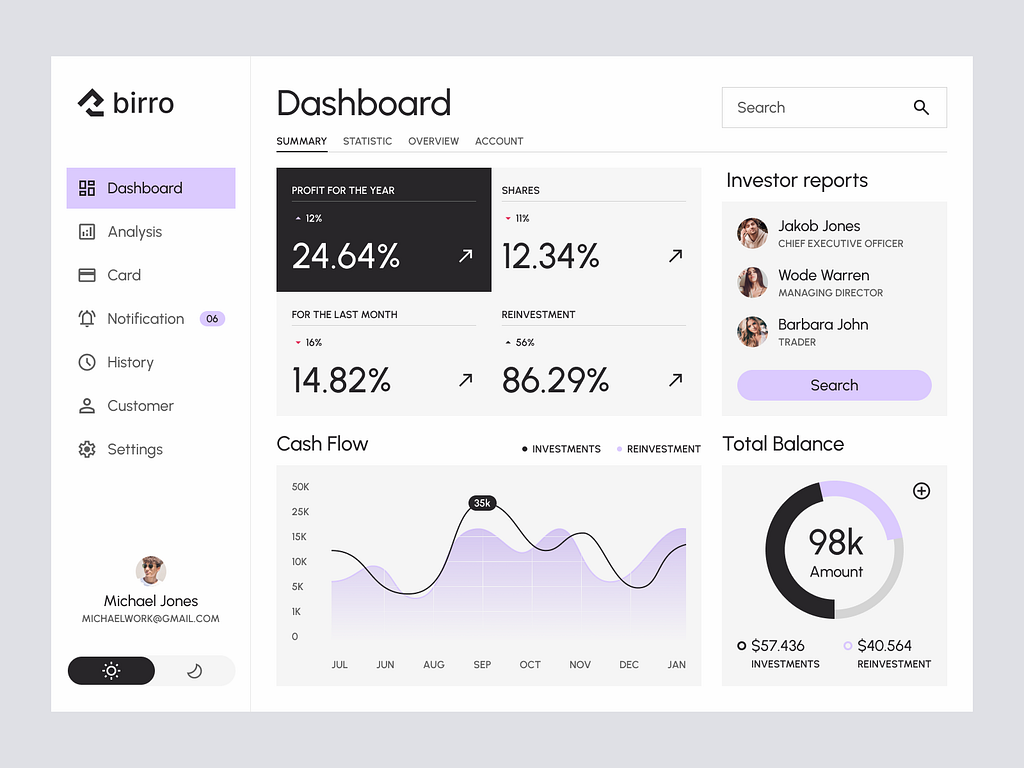 birro
Dashboard
Analysis
Card
Notification 06
History
Customer
Settings
Michael Jones
MICHAELWORK@GMAIL.COM
Dashboard
Search
SUMMARY STATISTIC OVERVIEW ACCOUNT
PROFIT FOR THE YEAR
12%
24.64%
SHARES
11%
12.34%
FOR THE LAST MONTH
16%
14.82%
REINVESTMENT
56%
86.29%
Investor reports
Jakob Jones
CHIEF EXECUTIVE OFFICER
Wode Warren
MANAGING DIRECTOR
Barbara John
TRADER
Search
Cash Flow
INVESTMENTS REINVESTMENT
50K
25K
15K
10K
5K
1K
0
35k
JUL JUN AUG SEP OCT NOV DEC JAN
Total Balance
98k
Amount
$57.436
INVESTMENTS
$40.564
REINVESTMENT